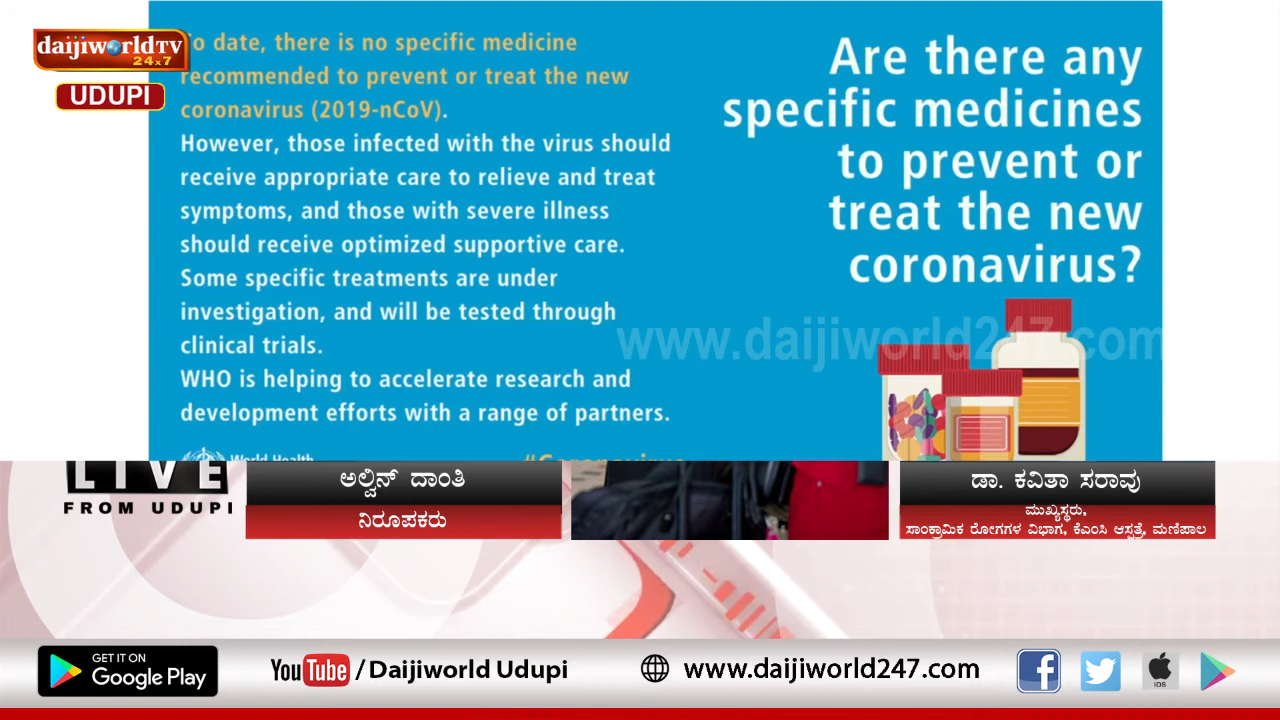 daijiworldTV
24x7
UDUPI
To date, there is no specific medicine
recommended to prevent or treat the new
coronavirus (2019-nCoV).
However, those infected with the virus should
receive appropriate care to relieve and treat
symptoms, and those with severe illness
should receive optimized supportive care.
Some specific treatments are under
investigation, and will be tested through
clinical trials.
WHO is helping to accelerate research and
development efforts with a range of partners.
World Health
#Coronavirus
Are there any
specific medicines
to prevent or
treat the new
coronavirus?
www.daijiworld247.com
LIVE
FROM UDUPI
ಅಲ್ವಿನ್ ದಾಂತಿ
ನಿರೂಪಕರು
ಡಾ. ಕವಿತಾ ಸರಾವು
ಮುಖ್ಯಸ್ಥರು,
ಸಾಂಕ್ರಾಮಿಕ ರೋಗಗಳ ವಿಭಾಗ, ಕೆಎಂಸಿ ಆಸ್ಪತ್ರೆ, ಮಣಿಪಾಲ
GET IT ON
Google Play
YouTube / Daijiworld Udupi
www.daijiworld247.com
iOS